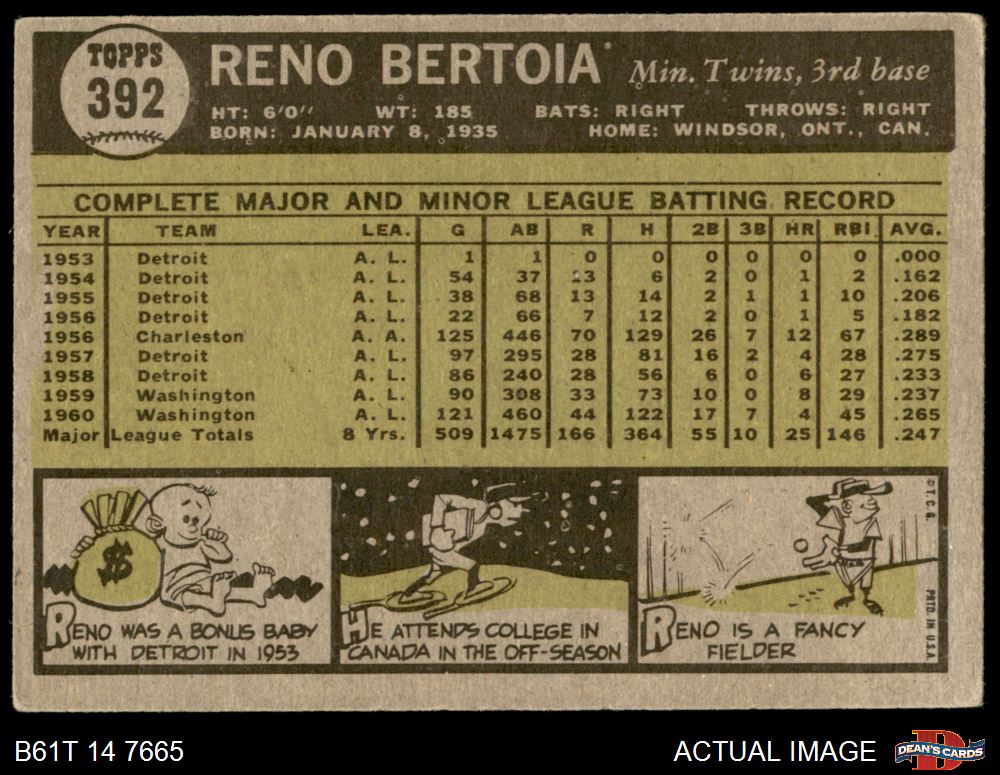 TOPPS
392
RENO BERTOIA Min. Twins, 3rd base
HT: 6'0" WT: 185 BATS: RIGHT THROWS: RIGHT
BORN: JANUARY 8, 1935 HOME: WINDSOR, ONT., CAN.
COMPLETE MAJOR AND MINOR LEAGUE BATTING RECORD
YEAR TEAM LEA. G AB R H 2B 3B HR RBI AVG.
1953 Detroit A. L. 1 1 0 0 0 0 0 0 .000
1954 Detroit A. L. 54 37 13 6 2 0 1 2 .162
1955 Detroit A. L. 38 68 13 14 2 1 1 10 .206
1956 Detroit A. L. 22 66 7 12 2 0 1 5 .182
1956 Charleston A. A. 125 446 70 129 26 7 12 67 .289
1957 Detroit A. L. 97 295 28 81 16 2 4 28 .275
1958 Detroit A. L. 86 240 28 56 6 0 6 27 .233
1959 Washington A. L. 90 308 33 73 10 0 8 29 .237
1960 Washington A. L. 121 460 44 122 17 7 4 45 .265
Major League Totals 8 Yrs. 509 1475 166 364 55 10 25 146 .247
$
RENO WAS A BONUS BABY
WITH DETROIT IN 1953
HE ATTENDS COLLEGE IN
CANADA IN THE OFF-SEASON
RENO IS A FANCY
FIELDER
©T.C.G.
PRTD. IN U.S.A.
B61T 14 7665
ACTUAL IMAGE
D
DEAN'S CARDS